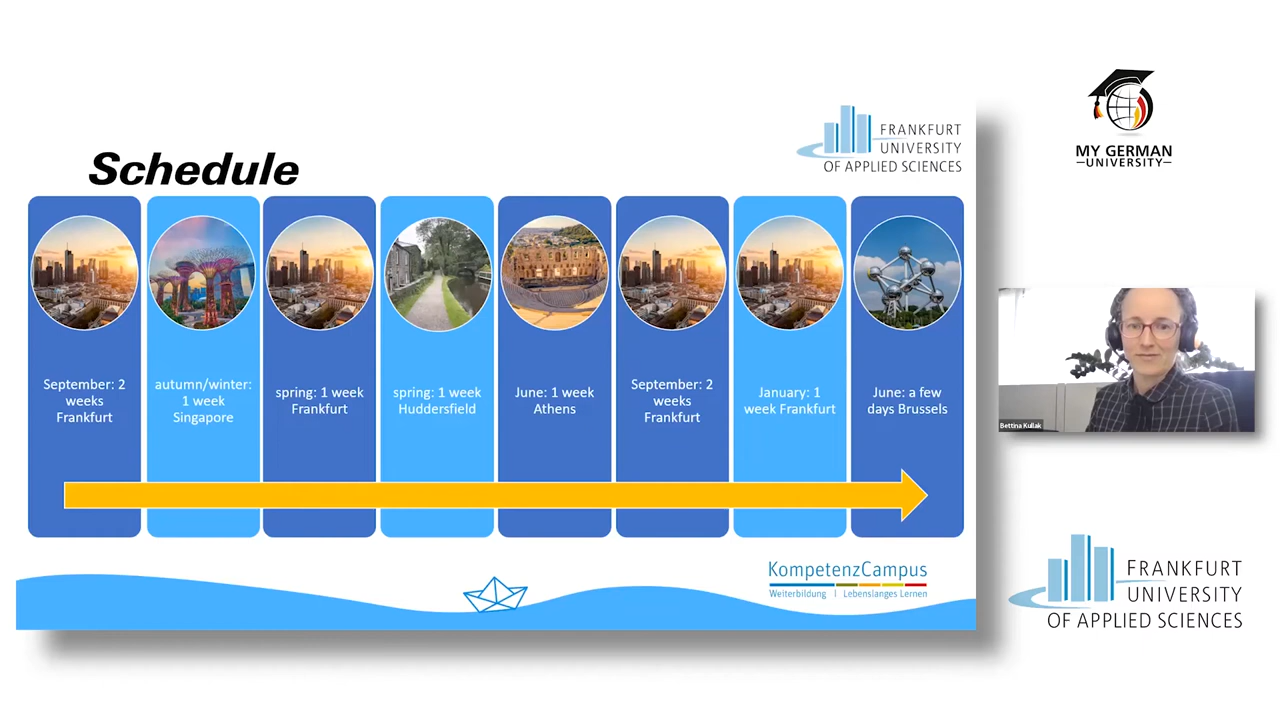 FRANKFURT
UNIVERSITY
OF APPLIED SCIENCES
MY GERMAN
UNIVERSITY
Schedule
September: 2
weeks
Frankfurt
autumn/winter:
1 week
Singapore
spring: 1 week
Frankfurt
spring: 1 week
Huddersfield
June: 1 week
Athens
September: 2
weeks
Frankfurt
January: 1
week Frankfurt
June: a few
days Brussels
Bettina Kullak
KompetenzCampus
Weiterbildung | Lebenslanges Lernen
FRANKFURT
UNIVERSITY
OF APPLIED SCIENCES